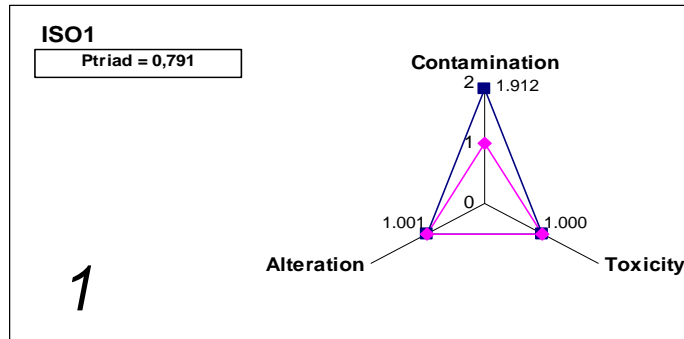 ISO1
Ptriad = 0,791
Contamination
2 1.912
1
0
1.001 1.000
Alteration Toxicity
1